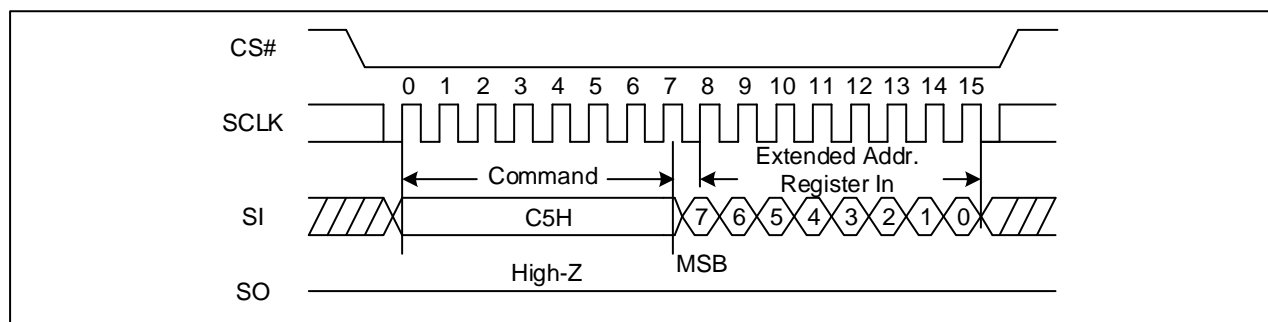 CS#
0 1 2 3 4 5 6 7 8 9 10 11 12 13 14 15
SCLK
Command
Extended Addr.
Register In
SI
C5H
7 6 5 4 3 2 1 0
MSB
High-Z
SO